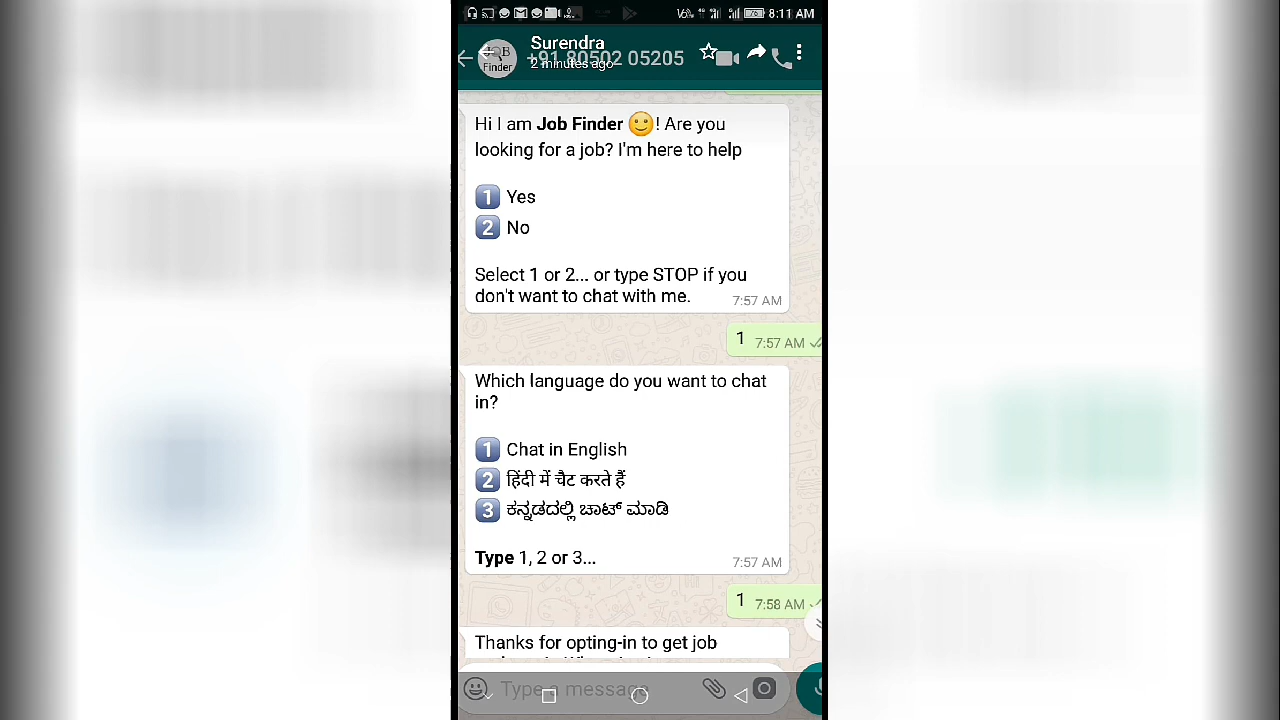 8:11 AM
Surendra
+91 80502 05205
2 minutes ago
JOB
Finder
Hi I am Job Finder 🙂! Are you
looking for a job? I'm here to help
1 Yes
2 No
Select 1 or 2... or type STOP if you
don't want to chat with me.
7:57 AM
1 7:57 AM
Which language do you want to chat
in?
1 Chat in English
2 हिंदी में चैट करते हैं
3 ಕನ್ನಡದಲ್ಲಿ ಚಾಟ್ ಮಾಡಿ
Type 1, 2 or 3...
7:57 AM
1 7:58 AM
Thanks for opting-in to get job
Type a message